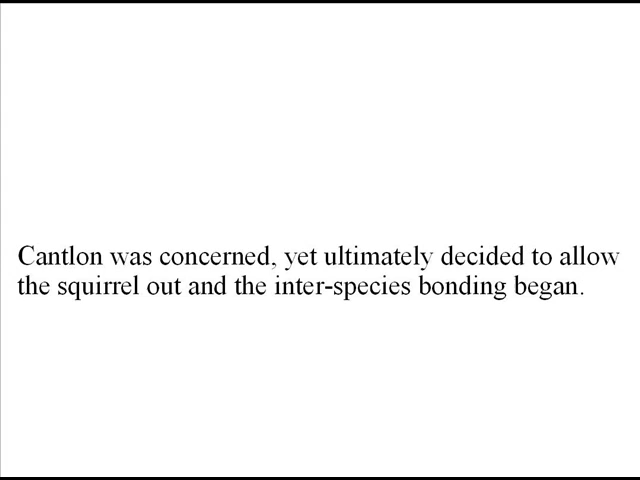 Cantlon was concerned, yet ultimately decided to allow
the squirrel out and the inter-species bonding began.